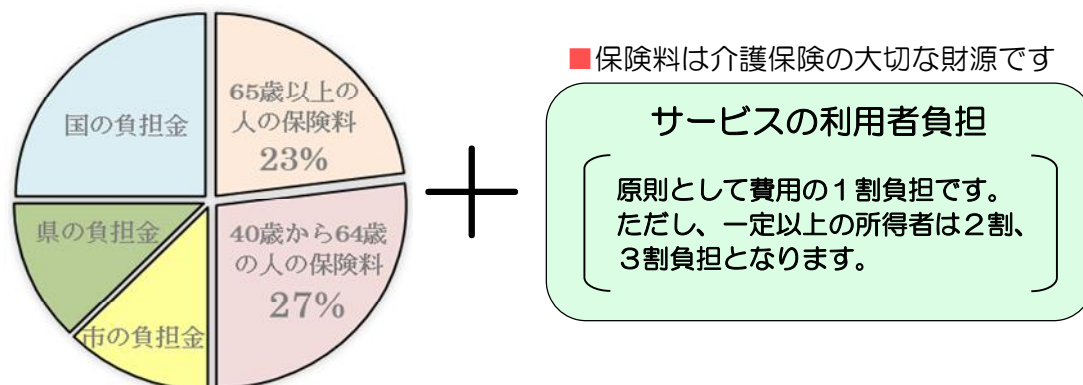 国の負担金
65歳以上の
人の保険料
23%
県の負担金
40歳から64歳
の人の保険料
27%
市の負担金
■保険料は介護保険の大切な財源です
サービスの利用者負担
原則として費用の1割負担です。
ただし、一定以上の所得者は2割、
3割負担となります。